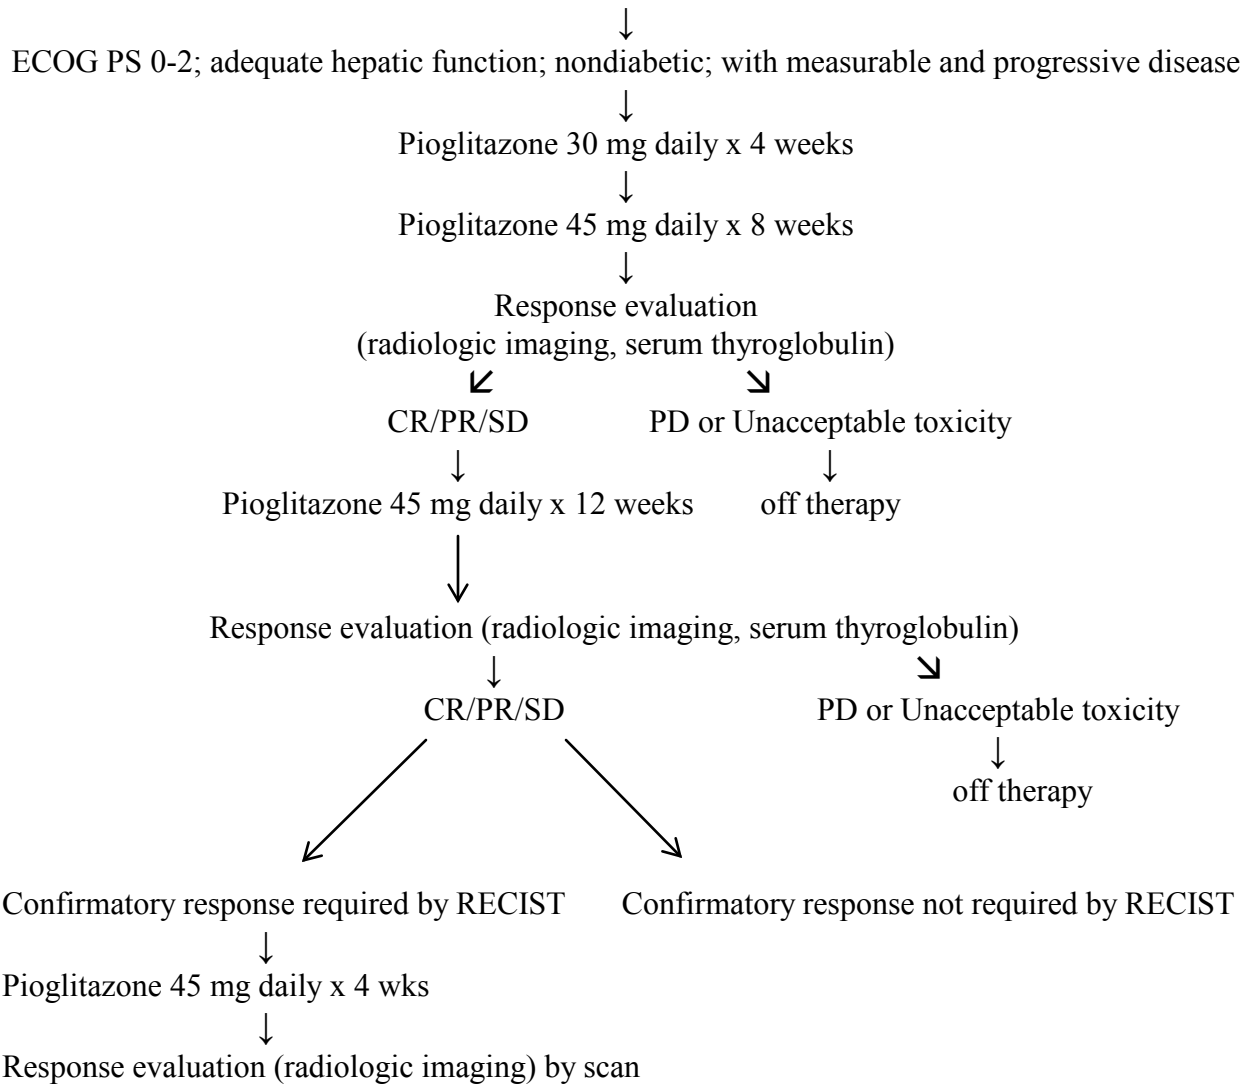 ECOG PS 0-2; adequate hepatic function; nondiabetic; with measurable and progressive disease
Pioglitazone 30 mg daily x 4 weeks
Pioglitazone 45 mg daily x 8 weeks
Response evaluation
(radiologic imaging, serum thyroglobulin)
CR/PR/SD
PD or Unacceptable toxicity
Pioglitazone 45 mg daily x 12 weeks
off therapy
Response evaluation (radiologic imaging, serum thyroglobulin)
CR/PR/SD
PD or Unacceptable toxicity
off therapy
Confirmatory response required by RECIST
Confirmatory response not required by RECIST
Pioglitazone 45 mg daily x 4 wks
Response evaluation (radiologic imaging) by scan